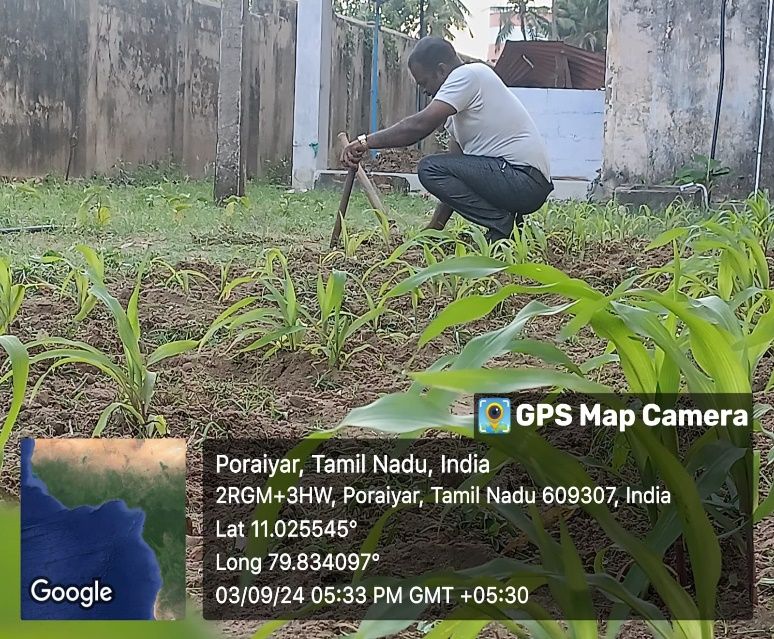 GPS Map Camera
Poraiyar, Tamil Nadu, India
2RGM+3HW, Poraiyar, Tamil Nadu 609307, India
Lat 11.025545°
Long 79.834097°
03/09/24 05:33 PM GMT +05:30
Google